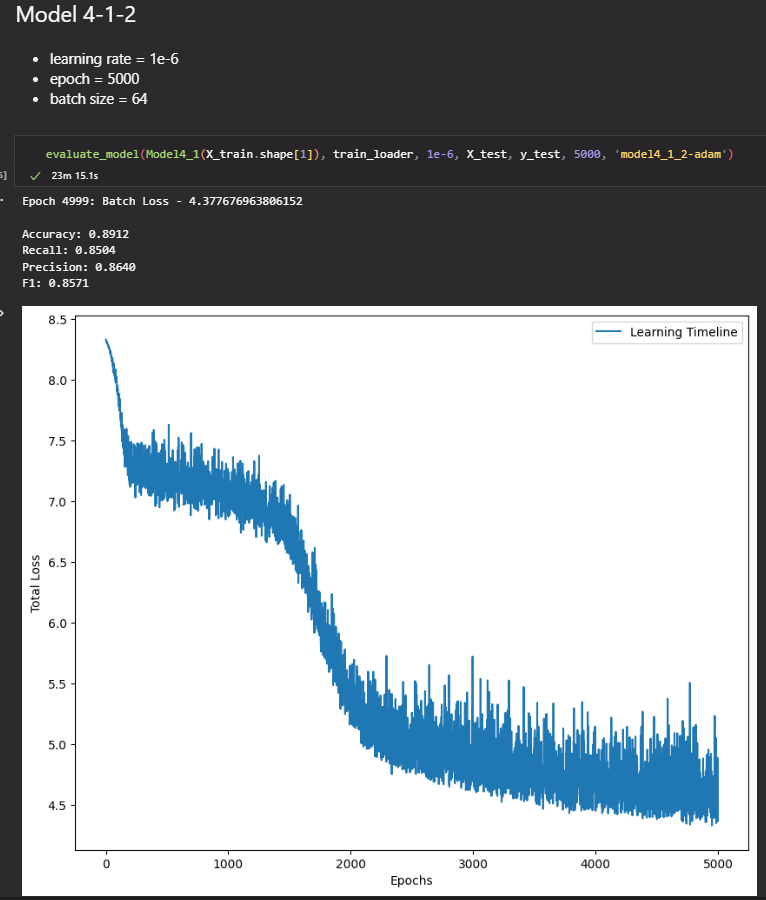 Model 4-1-2
• learning rate = 1e-6
• epoch = 5000
• batch size = 64
evaluate_model(Model4_1(X_train.shape[1]), train_loader, 1e-6, X_test, y_test, 5000, 'model4_1_2-adam')
✓ 23m 15.1s
Epoch 4999: Batch Loss - 4.377676963806152
Accuracy: 0.8912
Recall: 0.8504
Precision: 0.8640
F1: 0.8571
Learning Timeline
8.5
8.0
7.5
7.0
6.5
6.0
5.5
5.0
4.5
Total Loss
0 1000 2000 3000 4000 5000
Epochs